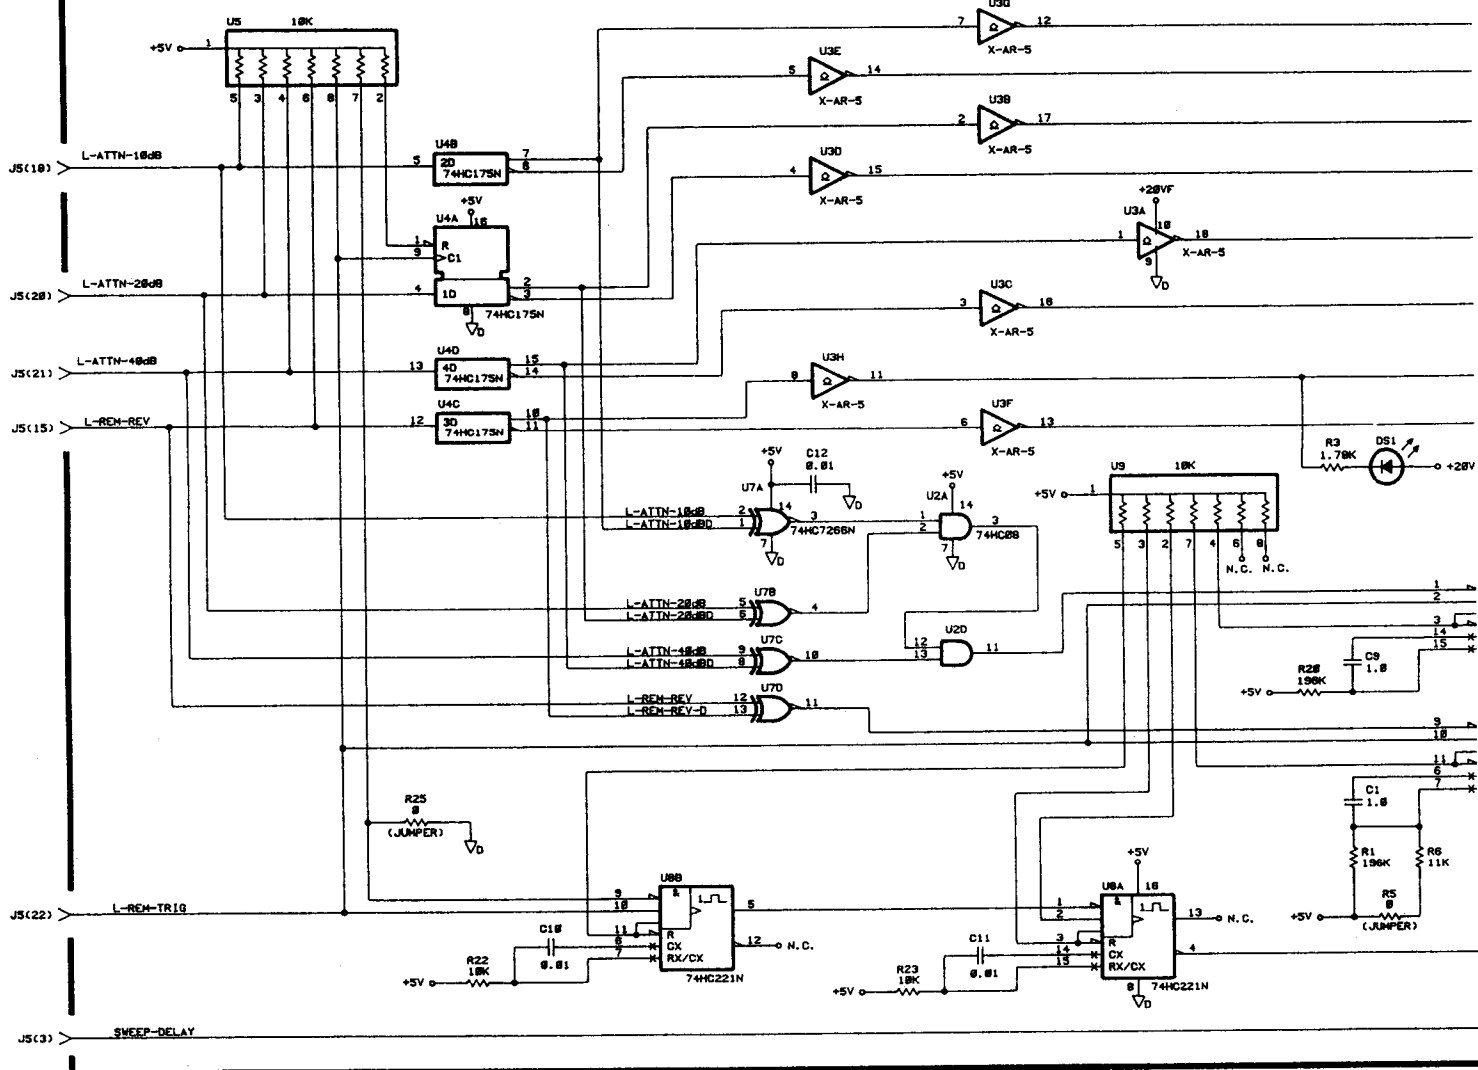 U5 10K
+5V 1
5 3 4 6 8 7 2
7 12
X-AR-5
U3E
5 14
X-AR-5
U3B
2 17
X-AR-5
J5(18) L-ATTN-10dB
U4B
5 2D 7
74HC175N 6
U3D
4 15
X-AR-5
+5V
U4A 16
1 R
9 C1
+20VF
U3A 10
1 18
9 X-AR-5
D
J5(20) L-ATTN-20dB
4 1D 2
3
8 74HC175N
D
U3C
3 16
X-AR-5
J5(21) L-ATTN-40dB
U4D
13 4D 15
74HC175N 14
U3H
8 11
X-AR-5
J5(15) L-REM-REV
U4C
12 3D 10
74HC175N 11
U3F
6 13
X-AR-5
R3
1.78K
DS1
+20V
+5V
C12
0.01
D
U7A 14
L-ATTN-10dB 2 3
L-ATTN-10dBD 1
74HC7266N
7
D
+5V
U2A 14
1 3
2
74HC08
7
D
U9 10K
+5V 1
5 3 2 7 4 6 8
N.C. N.C.
U7B
L-ATTN-20dB 5 4
L-ATTN-20dBD 6
U2D
12 11
13
U7C
L-ATTN-40dB 9 10
L-ATTN-40dBD 8
U7D
L-REM-REV 12 11
L-REM-REV-D 13
1
2
3
14
15
C9
1.0
R20
196K
+5V
9
10
11
6
7
C1
1.0
R1
196K
R6
11K
R5
0
(JUMPER)
+5V
R25
0
(JUMPER)
D
J5(22) L-REM-TRIG
U8B
9 &
10 1 5
11 R
6 CX 12 N.C.
7 RX/CX
74HC221N
C10
0.01
R22
10K
+5V
+5V
U8A 16
1 & 1
2 13 N.C.
3 R 4
14 CX
15 RX/CX
8 74HC221N
D
C11
0.01
R23
10K
+5V
J5(3) SWEEP-DELAY